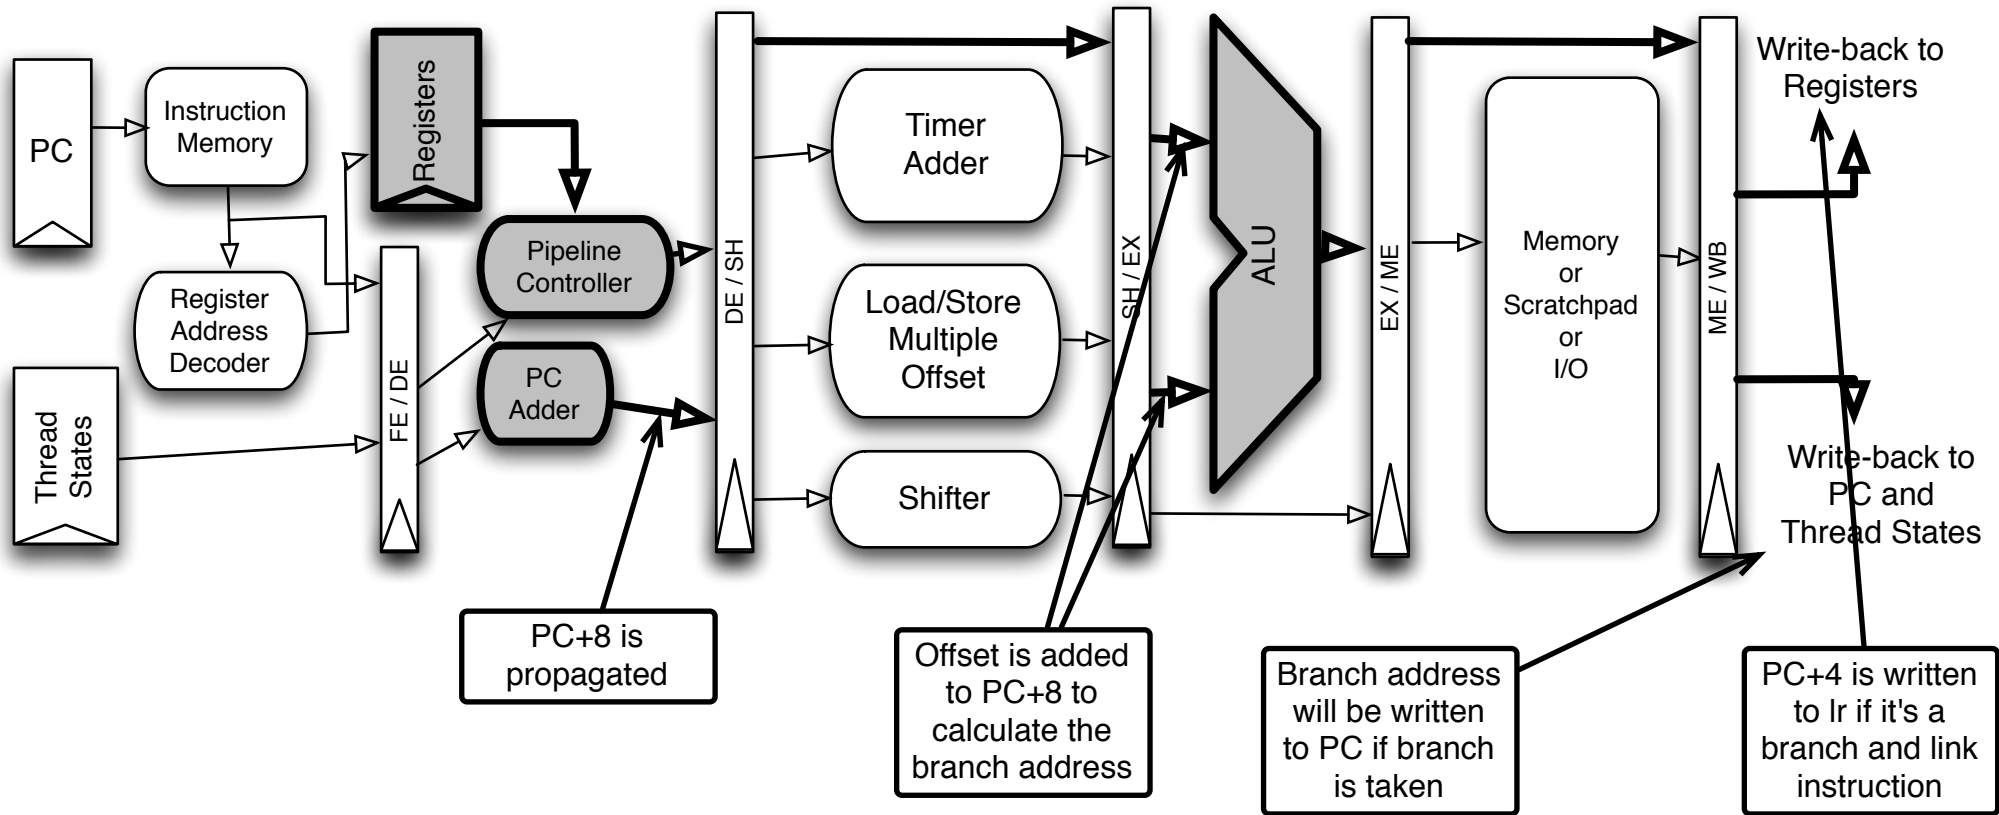 PC
Instruction
Memory
Registers
Register
Address
Decoder
Thread
States
FE / DE
Pipeline
Controller
PC
Adder
DE / SH
Timer
Adder
Load/Store
Multiple
Offset
Shifter
SH / EX
ALU
EX / ME
Memory
or
Scratchpad
or
I/O
ME / WB
Write-back to
Registers
Write-back to
PC and
Thread States
PC+8 is
propagated
Offset is added
to PC+8 to
calculate the
branch address
Branch address
will be written
to PC if branch
is taken
PC+4 is written
to lr if it's a
branch and link
instruction